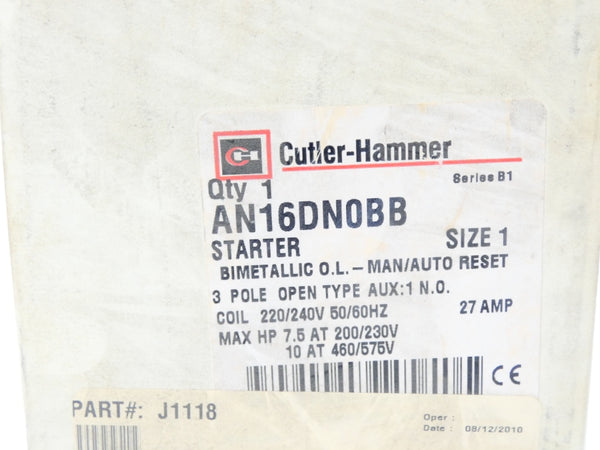 CH Cutler-Hammer
Series B1
Qty 1
AN16DN0BB
STARTER SIZE 1
BIMETALLIC O.L.-MAN/AUTO RESET
3 POLE OPEN TYPE AUX:1 N.O.
COIL 220/240V 50/60HZ 27 AMP
MAX HP 7.5 AT 200/230V
10 AT 460/575V
CE
PART#: J1118
Oper :
Date : 08/12/2010